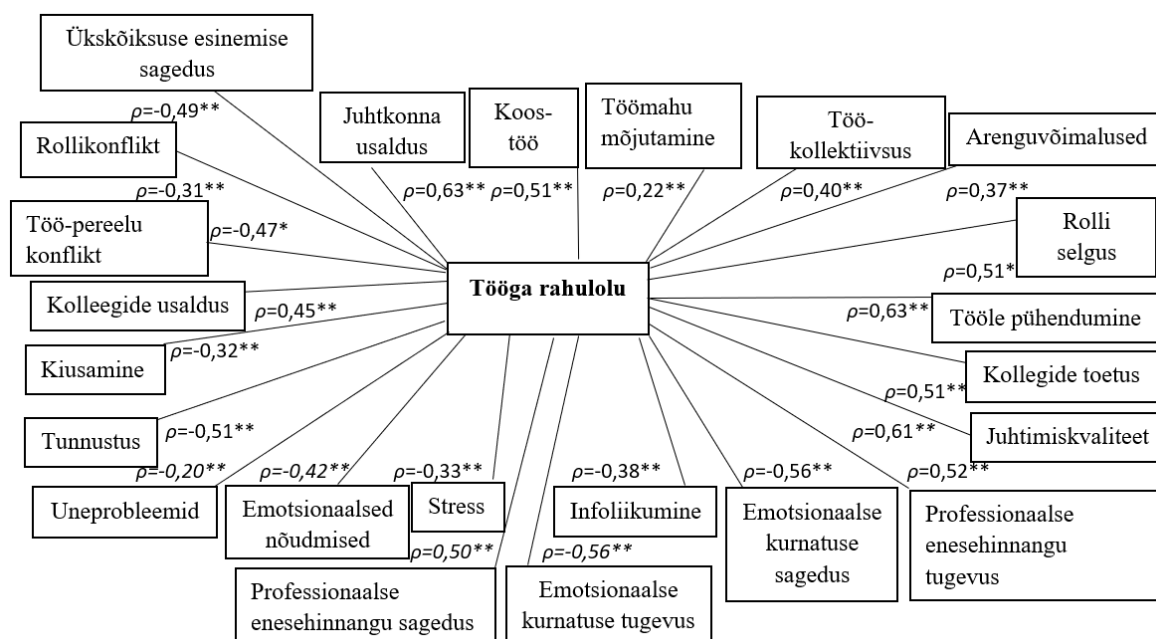 Ükskõiksuse esinemise
sagedus
ρ=-0,49**
Rollikonflikt
ρ=-0,31**
Töö-pereelu
konflikt
ρ=-0,47*
Juhtkonna
usaldus
ρ=0,63**
Koos-
töö
ρ=0,51**
Töömahu
mõjutamine
ρ=0,22**
Töö-
kollektiivsus
ρ=0,40**
Arenguvõimalused
ρ=0,37**
Rolli
selgus
ρ=0,51*
Tööga rahulolu
Kolleegide usaldus
ρ=0,45**
Kiusamine
ρ=-0,32**
Tunnustus
ρ=-0,51**
Uneprobleemid
ρ=-0,20**
Emotsionaalsed
nõudmised
ρ=-0,42**
Stress
ρ=-0,33**
Professionaalse
enesehinnangu sagedus
ρ=0,50**
Emotsionaalse
kurnatuse tugevus
ρ=-0,56**
Infoliikumine
ρ=-0,38**
Emotsionaalse
kurnatuse
sagedus
ρ=-0,56**
Professionaalse
enesehinnangu
tugevus
ρ=0,52**
Juhtimiskvaliteet
ρ=0,61**
Kollegide toetus
ρ=0,51**
Tööle pühendumine
ρ=0,63**